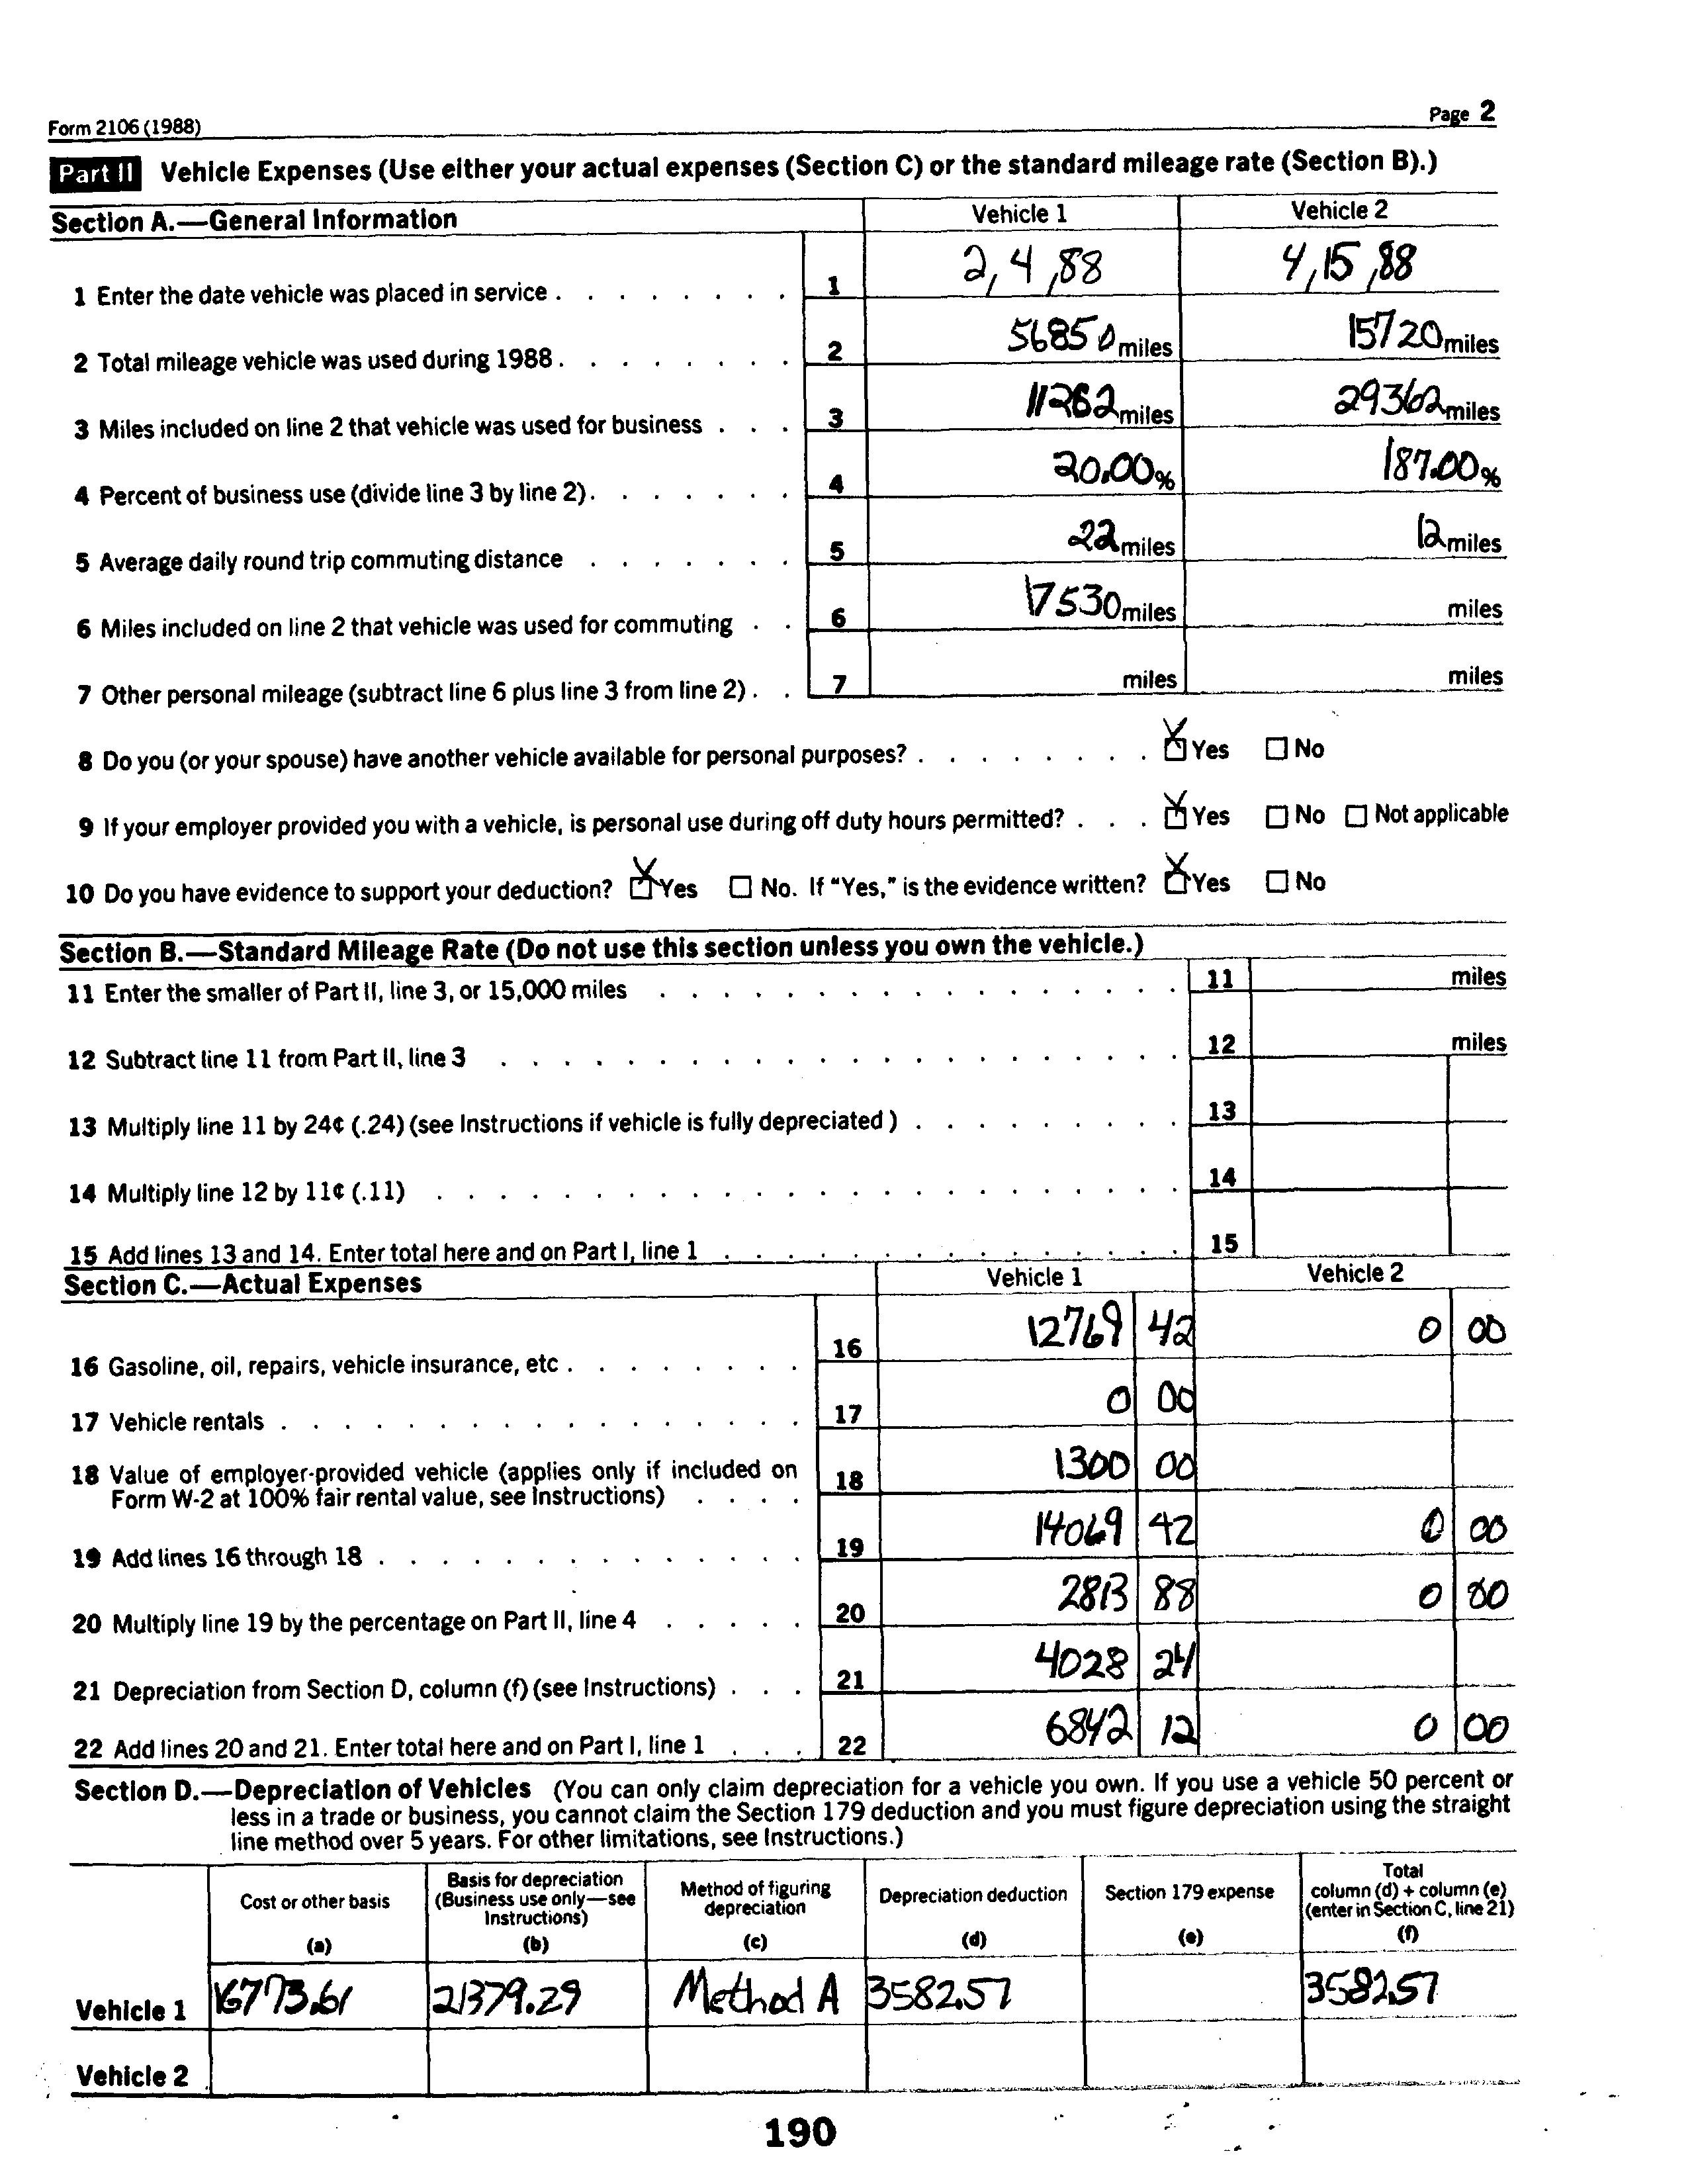 Form 2106 (1988) Page 2
Part II Vehicle Expenses (Use either your actual expenses (Section C) or the standard mileage rate (Section B).)
Section A.—General Information Vehicle 1 Vehicle 2
1 Enter the date vehicle was placed in service . . . . . . . . 1 2, 4, 88 4, 15, 88
2 Total mileage vehicle was used during 1988 . . . . . . . . 2 56850 miles 15720 miles
3 Miles included on line 2 that vehicle was used for business . . . 3 11262 miles 29362 miles
4 Percent of business use (divide line 3 by line 2) . . . . . . . 4 20.00% 187.00%
5 Average daily round trip commuting distance . . . . . . . 5 22 miles 12 miles
6 Miles included on line 2 that vehicle was used for commuting . . 6 17530 miles miles
7 Other personal mileage (subtract line 6 plus line 3 from line 2) . . 7 miles miles
8 Do you (or your spouse) have another vehicle available for personal purposes? . . . . . . . . X Yes No
9 If your employer provided you with a vehicle, is personal use during off duty hours permitted? . . . X Yes No Not applicable
10 Do you have evidence to support your deduction? X Yes No. If "Yes," is the evidence written? X Yes No
Section B.—Standard Mileage Rate (Do not use this section unless you own the vehicle.)
11 Enter the smaller of Part II, line 3, or 15,000 miles . . . . . . . . . . . . . . . . . 11 miles
12 Subtract line 11 from Part II, line 3 . . . . . . . . . . . . . . . . . . . . . . 12 miles
13 Multiply line 11 by 24¢ (.24) (see Instructions if vehicle is fully depreciated ) . . . . . . . . . 13
14 Multiply line 12 by 11¢ (.11) . . . . . . . . . . . . . . . . . . . . . . . . 14
15 Add lines 13 and 14. Enter total here and on Part I, line 1 . . . . . . . . . . . . . . . 15
Section C.—Actual Expenses Vehicle 1 Vehicle 2
16 Gasoline, oil, repairs, vehicle insurance, etc . . . . . . . . 16 12769 42 0 00
17 Vehicle rentals . . . . . . . . . . . . . . . . . 17 0 00
18 Value of employer-provided vehicle (applies only if included on
Form W-2 at 100% fair rental value, see Instructions) . . . . 18 1300 00
19 Add lines 16 through 18 . . . . . . . . . . . . . . 19 14069 42 0 00
20 Multiply line 19 by the percentage on Part II, line 4 . . . . . 20 2813 88 0 00
21 Depreciation from Section D, column (f) (see Instructions) . . . 21 4028 24
22 Add lines 20 and 21. Enter total here and on Part I, line 1 . . . 22 6842 12 0 00
Section D.—Depreciation of Vehicles (You can only claim depreciation for a vehicle you own. If you use a vehicle 50 percent or
less in a trade or business, you cannot claim the Section 179 deduction and you must figure depreciation using the straight
line method over 5 years. For other limitations, see Instructions.)
Cost or other basis (a) Basis for depreciation (Business use only—see Instructions) (b) Method of figuring depreciation (c) Depreciation deduction (d) Section 179 expense (e) Total column (d) + column (e) (enter in Section C, line 21) (f)
Vehicle 1 16773.61 21379.29 Method A 3582.57 3582.57
Vehicle 2
190